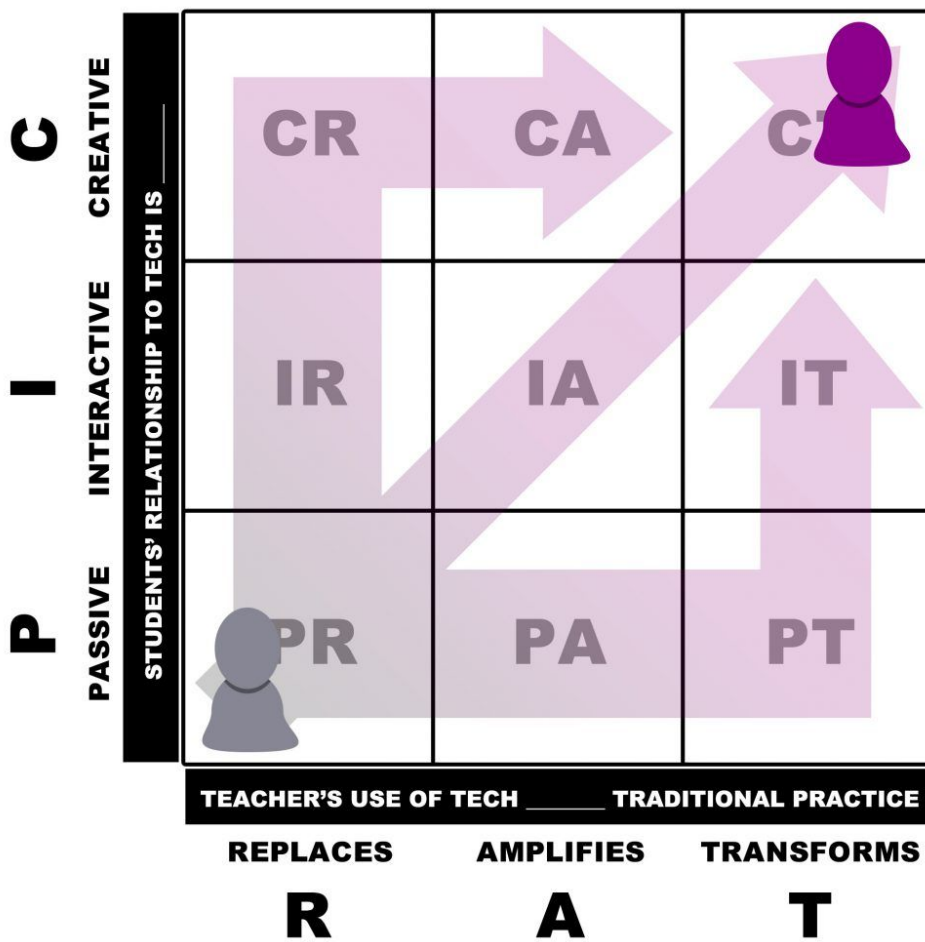 C
CREATIVE
I
INTERACTIVE
P
PASSIVE
STUDENTS' RELATIONSHIP TO TECH IS ______
CR
CA
IR
IA
IT
PR
PA
PT
TEACHER'S USE OF TECH ______ TRADITIONAL PRACTICE
REPLACES
AMPLIFIES
TRANSFORMS
R
A
T